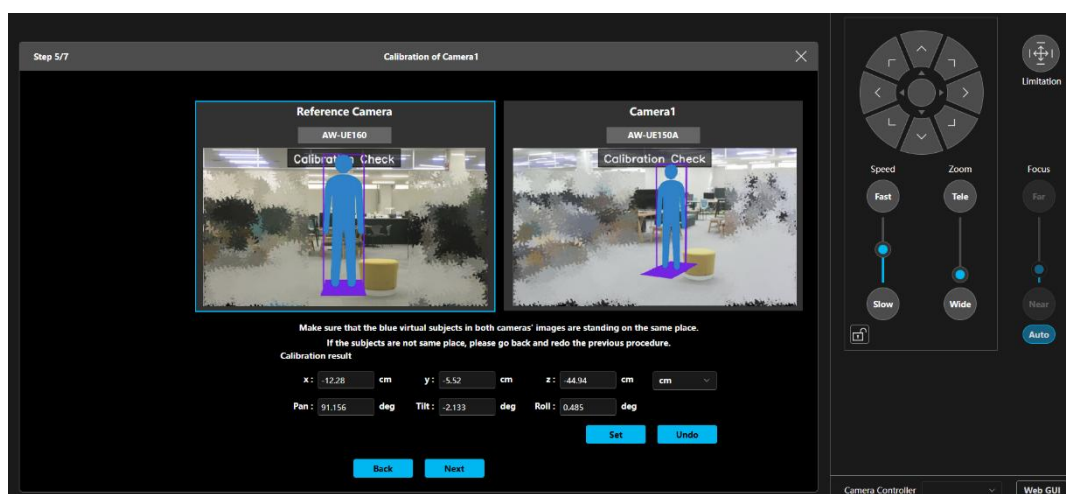 Step 5/7
Calibration of Camera1
Reference Camera
AW-UE160
Calibration Check
Camera1
AW-UE150A
Calibration Check
Make sure that the blue virtual subjects in both cameras' images are standing on the same place.
If the subjects are not same place, please go back and redo the previous procedure.
Calibration result
x : -12.28 cm y : -5.52 cm z : -44.94 cm cm
Pan : 91.156 deg Tilt : -2.133 deg Roll : 0.485 deg
Set Undo
Back Next
Limitation
Speed Zoom Focus
Fast Tele Far
Slow Wide Near
Auto
Camera Controller Web GUI